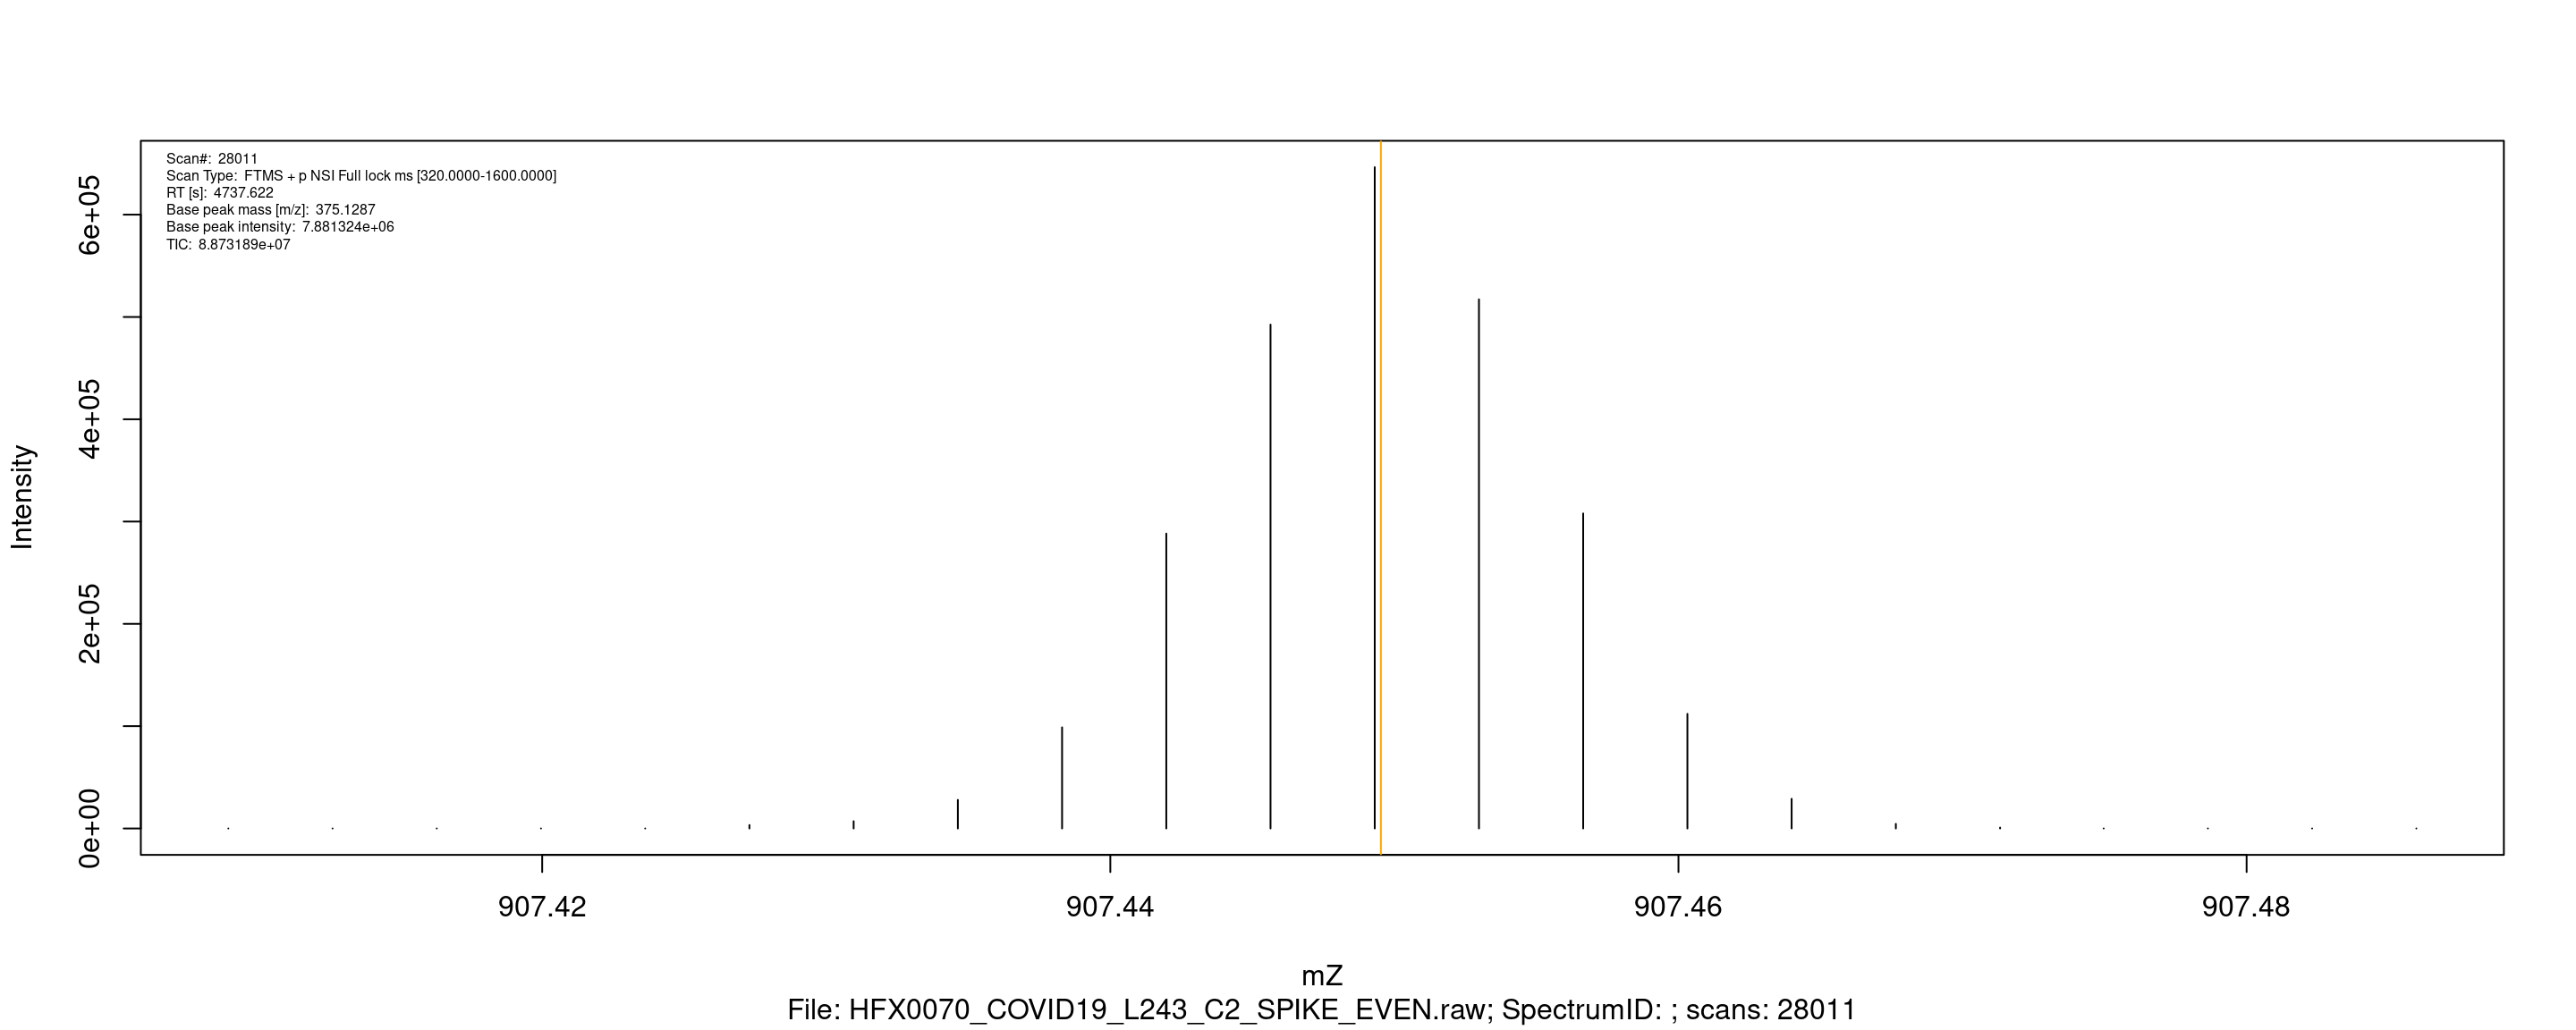 Scan#: 28011
Scan Type: FTMS + p NSI Full lock ms [320.0000-1600.0000]
RT [s]: 4737.622
Base peak mass [m/z]: 375.1287
Base peak intensity: 7.881324e+06
TIC: 8.873189e+07
6e+05
4e+05
2e+05
0e+00
Intensity
907.42 907.44 907.46 907.48
mZ
File: HFX0070_COVID19_L243_C2_SPIKE_EVEN.raw; SpectrumID: ; scans: 28011